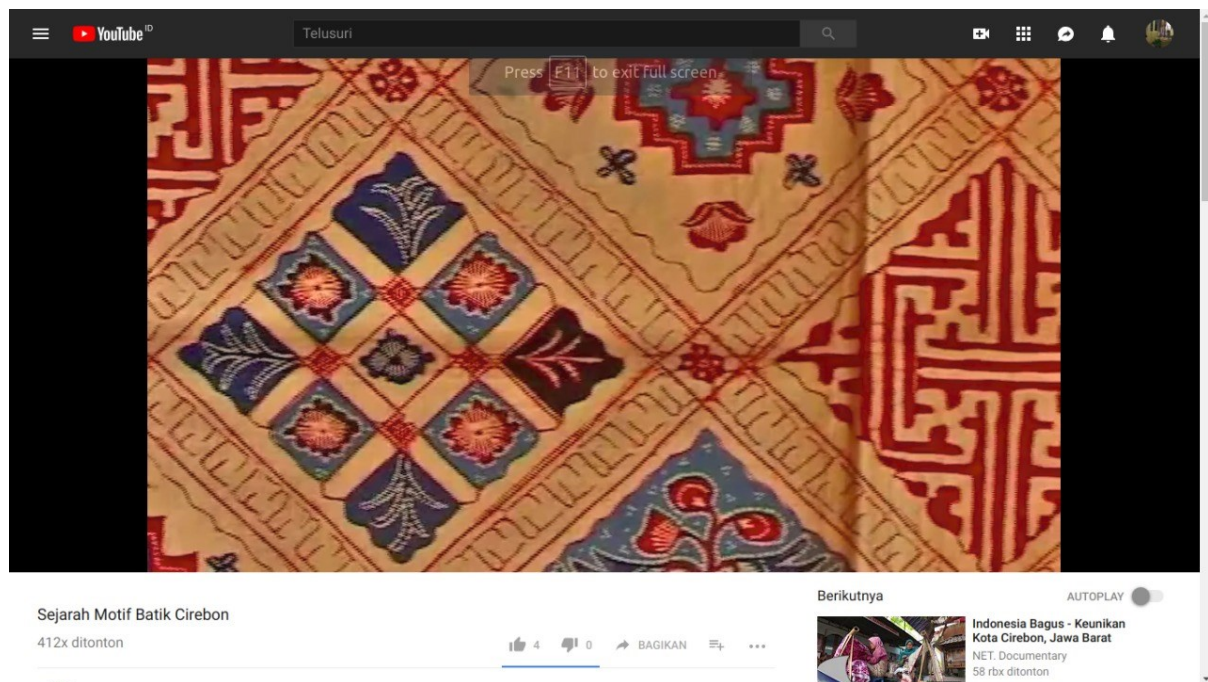 YouTube ID
Telusuri
Press F11 to exit full screen
Sejarah Motif Batik Cirebon
412x ditonton
4
0
BAGIKAN
Berikutnya
AUTOPLAY
Indonesia Bagus - Keunikan
Kota Cirebon, Jawa Barat
NET. Documentary
58 rbx ditonton